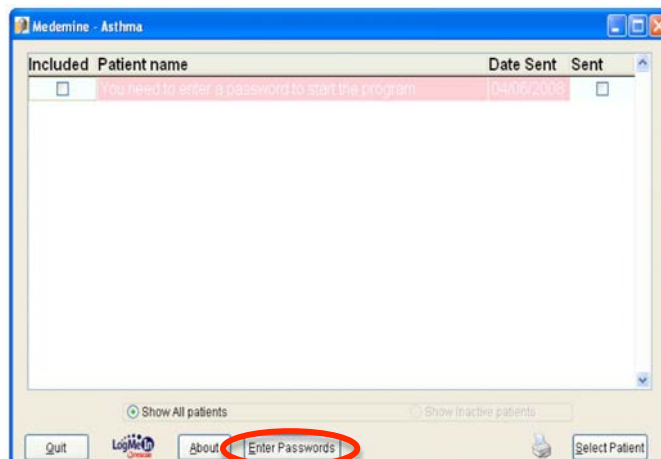 Medemine - Asthma
Included Patient name Date Sent Sent
You need to enter a password to start the program 04/06/2008
Show All patients Show Inactive patients
Quit LogMeIn Rescue About Enter Passwords Select Patient